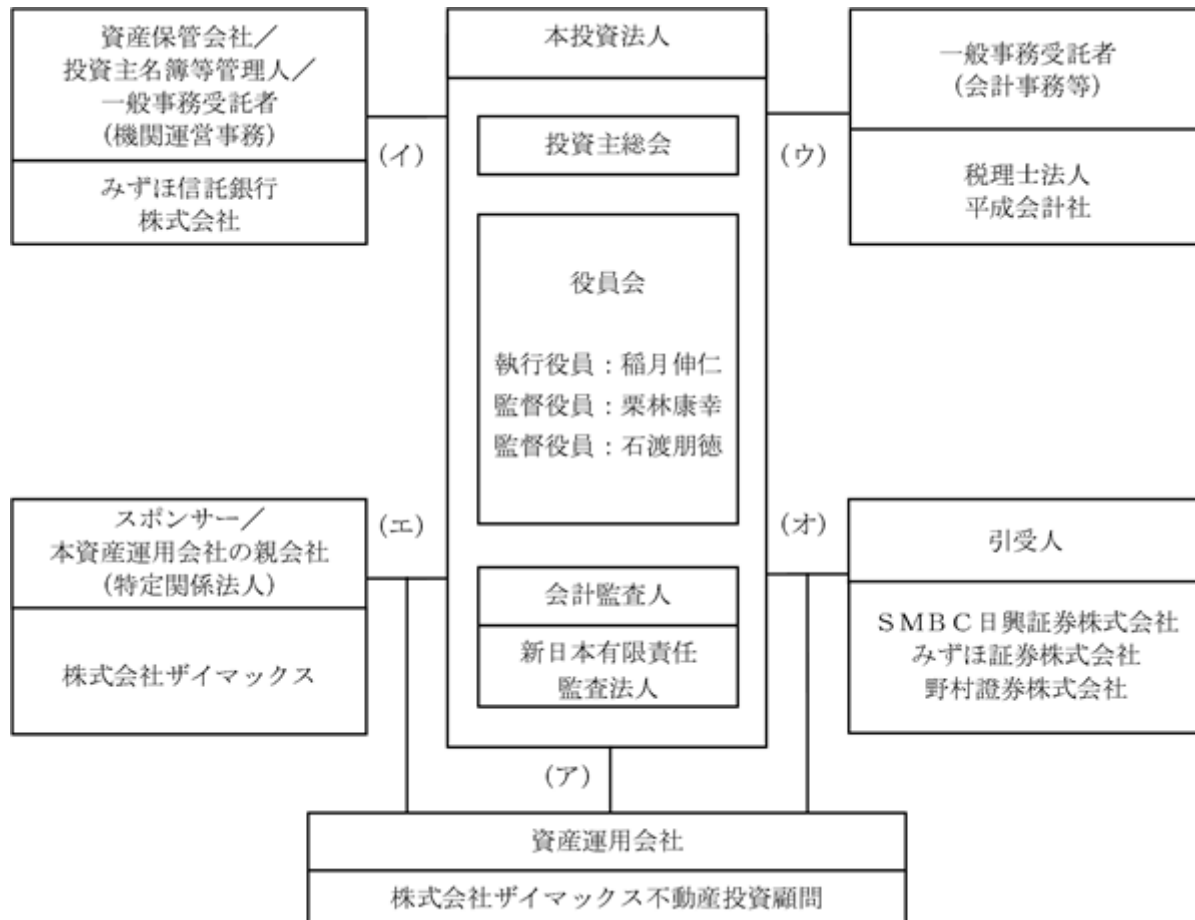 資産保管会社／
投資主名簿等管理人／
一般事務受託者
(機関運営事務)
みずほ信託銀行
株式会社
(イ)
本投資法人
投資主総会
役員会
執行役員：稲月伸仁
監督役員：栗林康幸
監督役員：石渡朋徳
会計監査人
新日本有限責任
監査法人
(ウ)
一般事務受託者
(会計事務等)
税理士法人
平成会計社
スポンサー／
本資産運用会社の親会社
(特定関係法人)
株式会社ザイマックス
(エ)
(オ)
引受人
ＳＭＢＣ日興証券株式会社
みずほ証券株式会社
野村證券株式会社
(ア)
資産運用会社
株式会社ザイマックス不動産投資顧問